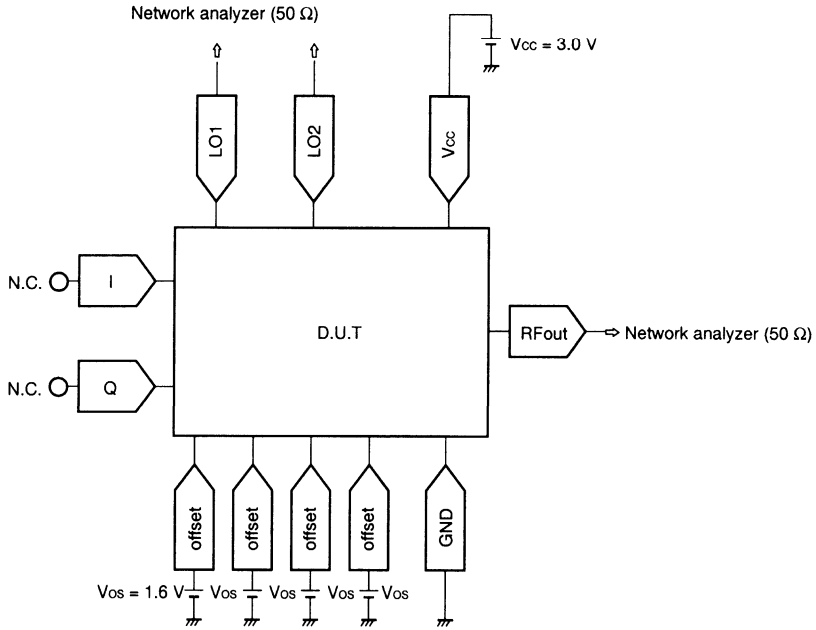 Network analyzer (50 Ω)
VCC = 3.0 V
LO1
LO2
VCC
N.C.
I
D.U.T
RFout
Network analyzer (50 Ω)
N.C.
Q
offset
offset
offset
offset
GND
VOS = 1.6 V
VOS
VOS
VOS
VOS